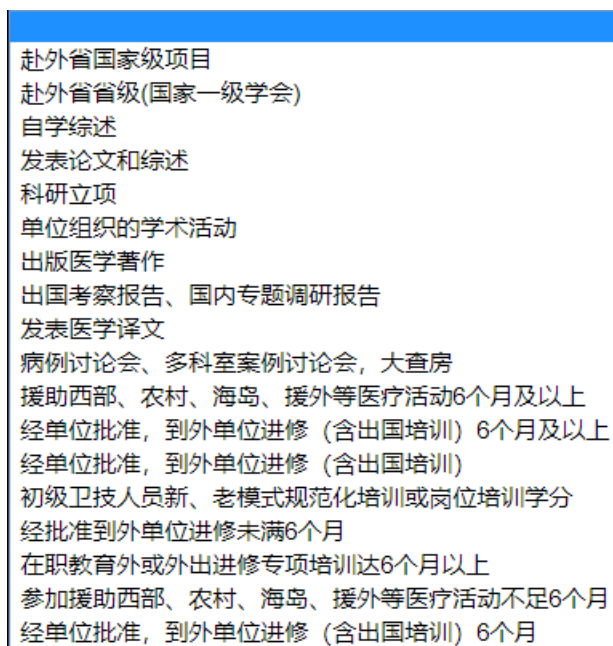 赴外省国家级项目
赴外省省级(国家一级学会)
自学综述
发表论文和综述
科研立项
单位组织的学术活动
出版医学著作
出国考察报告、国内专题调研报告
发表医学译文
病例讨论会、多科室案例讨论会，大查房
援助西部、农村、海岛、援外等医疗活动6个月及以上
经单位批准，到外单位进修（含出国培训）6个月及以上
经单位批准，到外单位进修（含出国培训)
初级卫技人员新、老模式规范化培训或岗位培训学分
经批准到外单位进修未满6个月
在职教育外或外出进修专项培训达6个月以上
参加援助西部、农村、海岛、援外等医疗活动不足6个月
经单位批准，到外单位进修（含出国培训）6个月